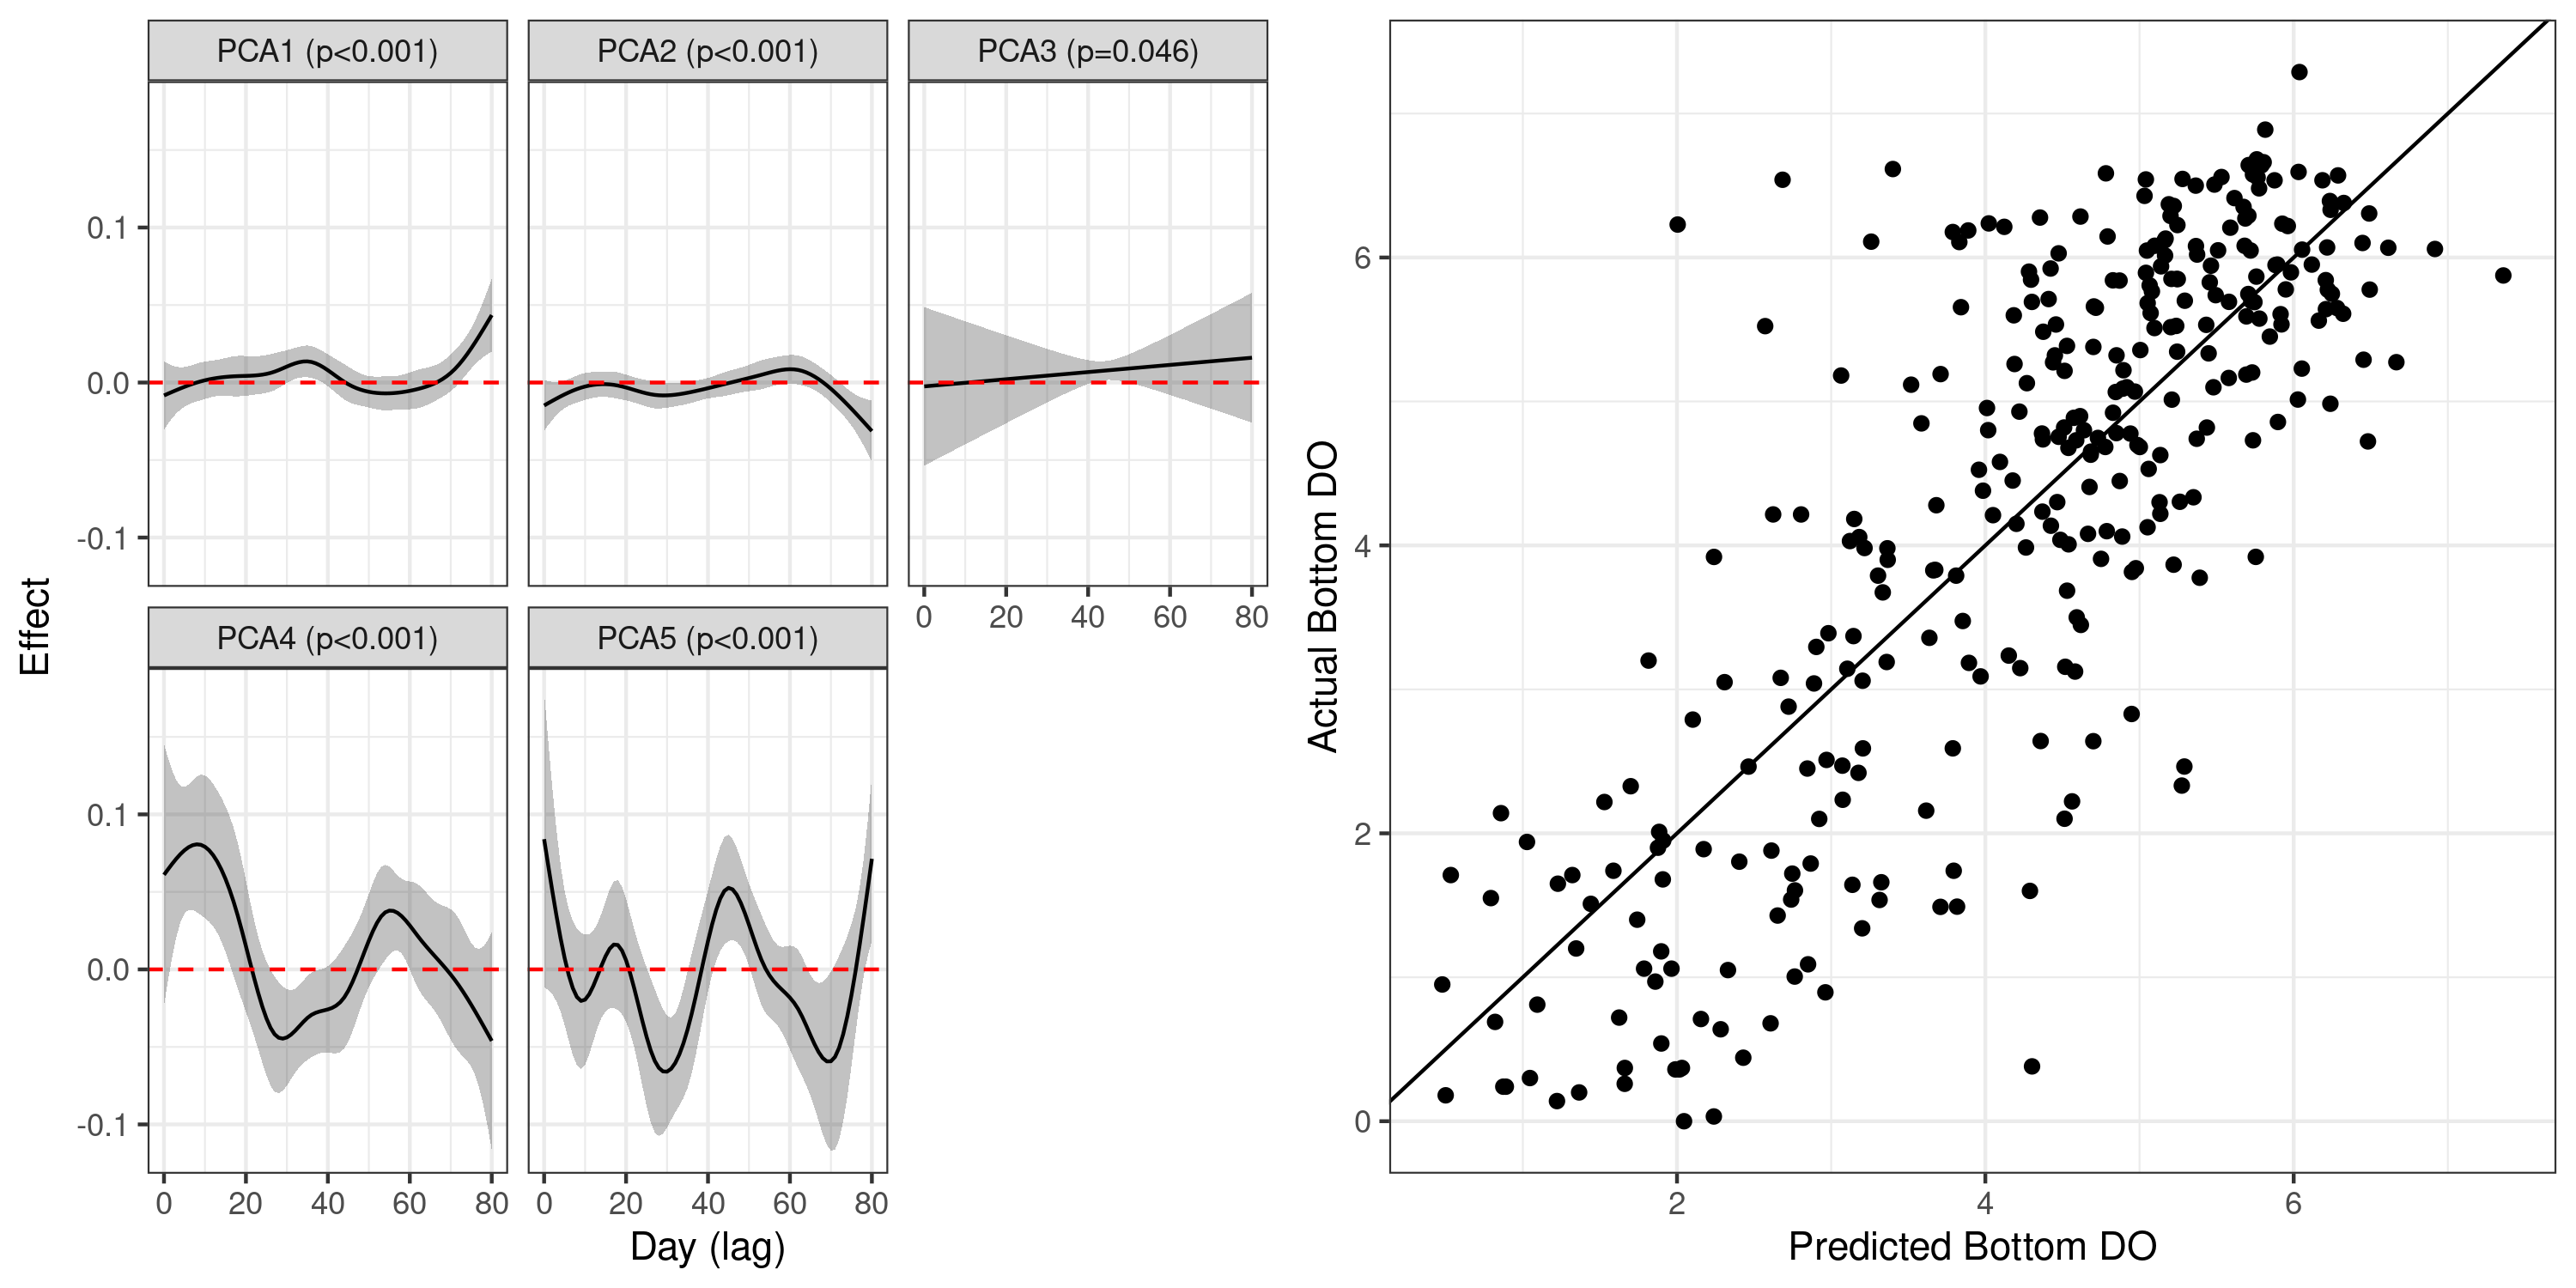 PCA1 (p<0.001) PCA2 (p<0.001) PCA3 (p=0.046)
0.1
0.0
-0.1
0 20 40 60 80
PCA4 (p<0.001) PCA5 (p<0.001)
0.1
0.0
-0.1
0 20 40 60 80 0 20 40 60 80
Effect
Day (lag)
6
4
2
0
2 4 6
Actual Bottom DO
Predicted Bottom DO